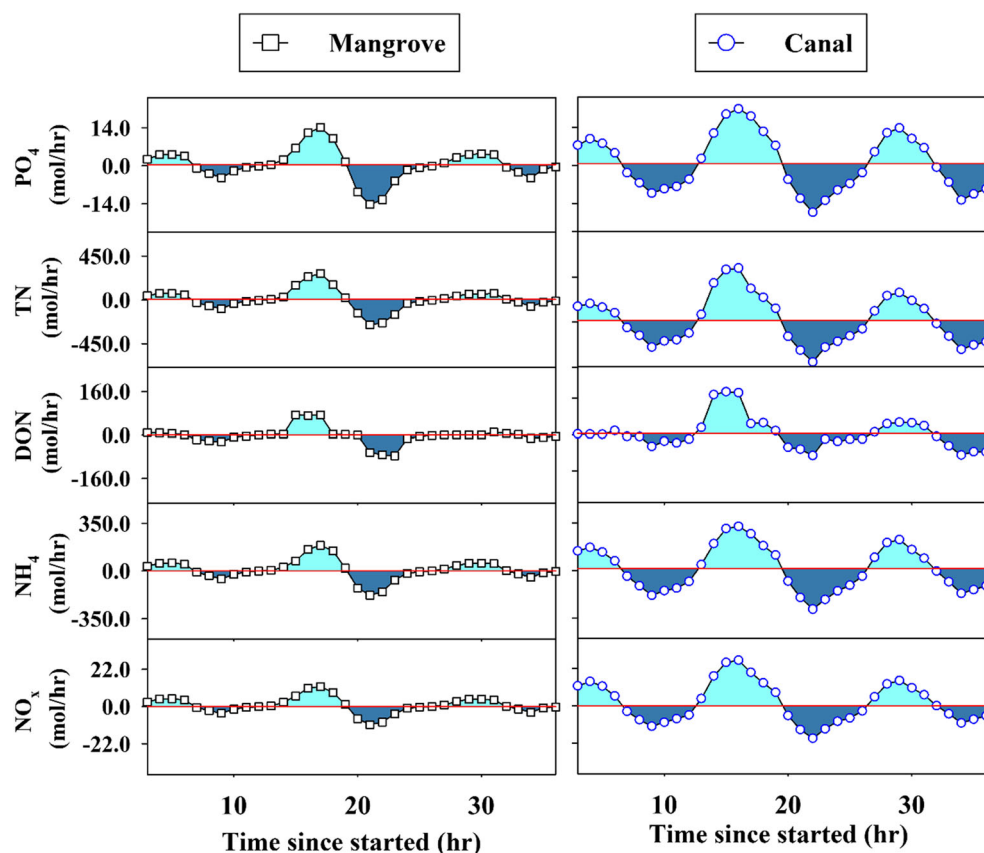 Mangrove
Canal
PO4
(mol/hr)
14.0
0.0
-14.0
TN
(mol/hr)
450.0
0.0
-450.0
DON
(mol/hr)
160.0
0.0
-160.0
NH4
(mol/hr)
350.0
0.0
-350.0
NOx
(mol/hr)
22.0
0.0
-22.0
10 20 30
10 20 30
Time since started (hr)
Time since started (hr)